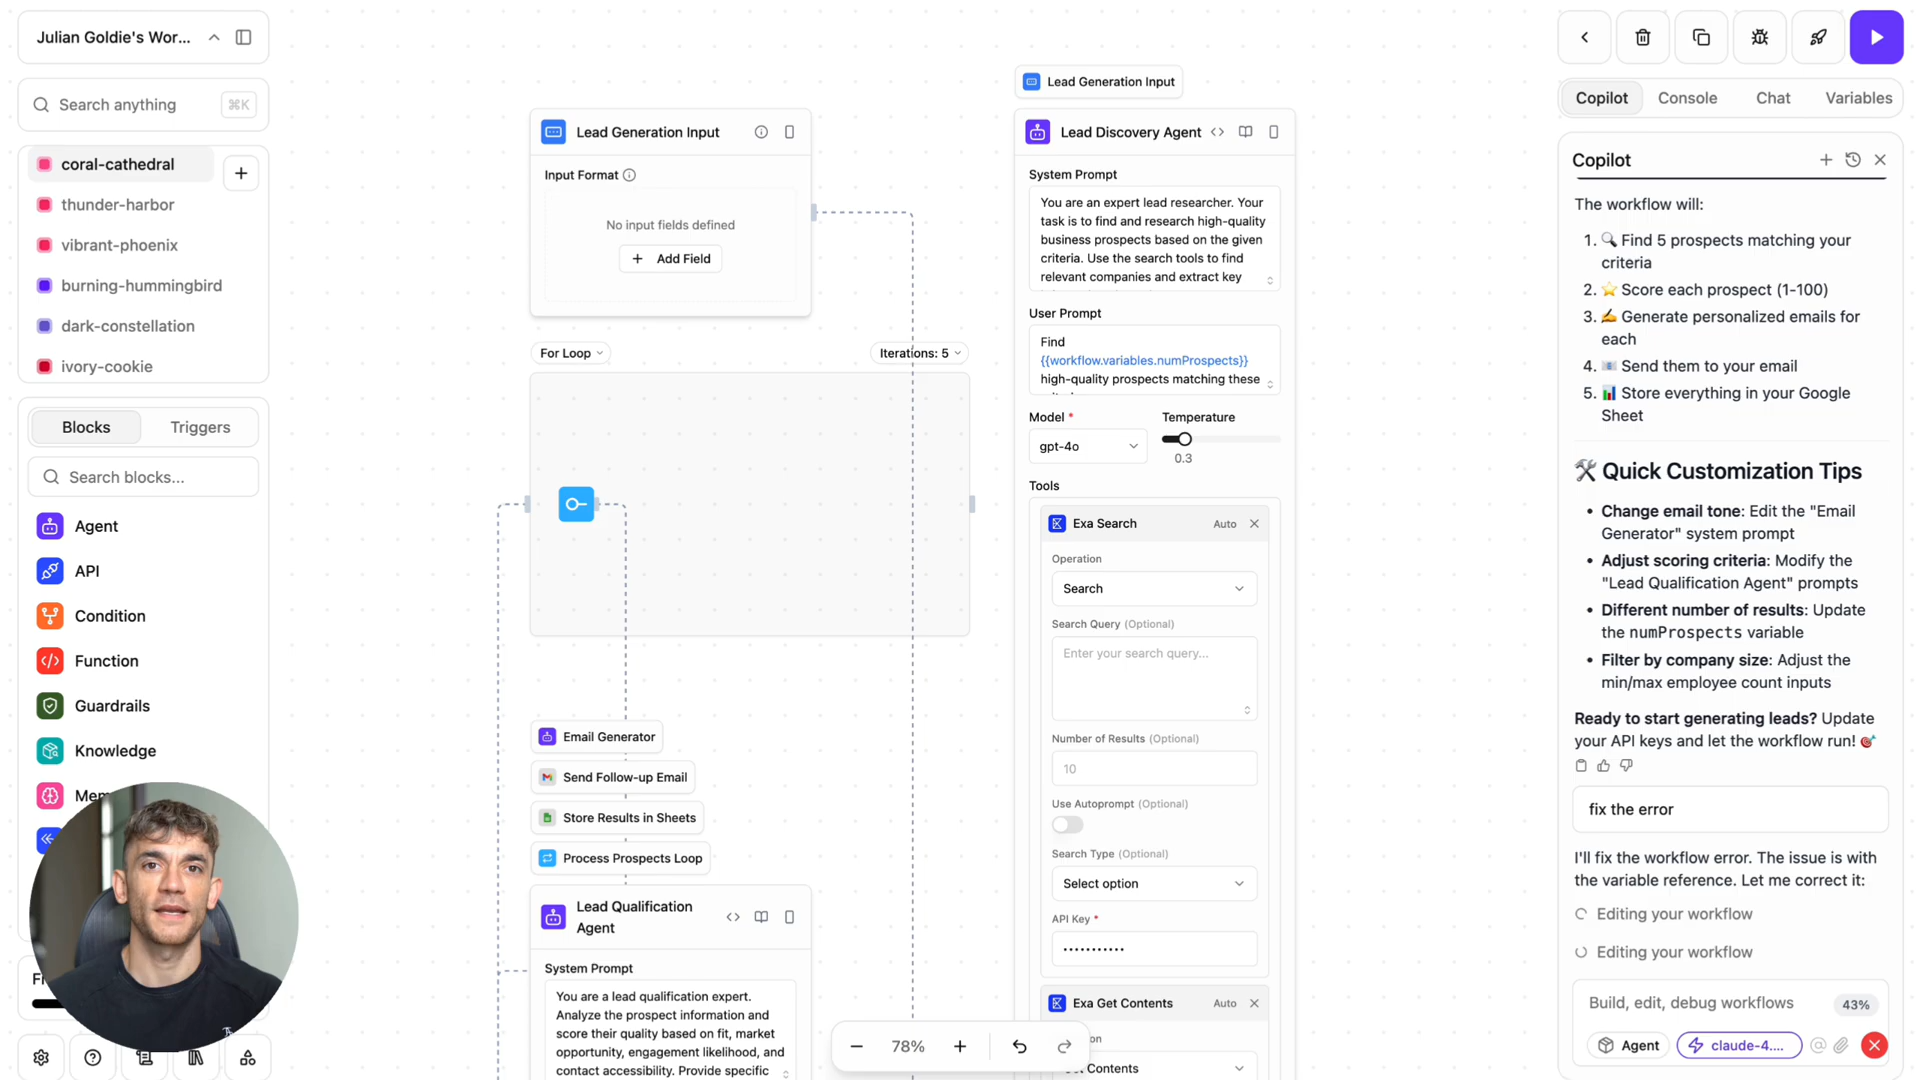 Julian Goldie's Wor...
Search anything
⌘K
coral-cathedral
thunder-harbor
vibrant-phoenix
burning-hummingbird
dark-constellation
ivory-cookie
Blocks
Triggers
Search blocks...
Agent
API
Condition
Function
Guardrails
Knowledge
Lead Generation Input
Input Format
No input fields defined
+ Add Field
For Loop
Iterations: 5
Email Generator
Send Follow-up Email
Store Results in Sheets
Process Prospects Loop
Lead Qualification
Agent
System Prompt
You are a lead qualification expert.
Analyze the prospect information and
score their quality based on fit, market
opportunity, engagement likelihood, and
contact accessibility. Provide specific
Lead Generation Input
Lead Discovery Agent
System Prompt
You are an expert lead researcher. Your
task is to find and research high-quality
business prospects based on the given
criteria. Use the search tools to find
relevant companies and extract key
User Prompt
Find
{{workflow.variables.numProspects}}
high-quality prospects matching these
Model *
Temperature
gpt-4o
0.3
Tools
Exa Search
Auto
Operation
Search
Search Query (Optional)
Enter your search query...
Number of Results (Optional)
10
Use Autoprompt (Optional)
Search Type (Optional)
Select option
API Key *
Exa Get Contents
Auto
Contents
78%
Copilot
Console
Chat
Variables
Copilot
The workflow will:
1. 🔍 Find 5 prospects matching your
criteria
2. ⭐ Score each prospect (1-100)
3. ✍️ Generate personalized emails for
each
4. 📧 Send them to your email
5. 📊 Store everything in your Google
Sheet
🛠️ Quick Customization Tips
• Change email tone: Edit the "Email
Generator" system prompt
• Adjust scoring criteria: Modify the
"Lead Qualification Agent" prompts
• Different number of results: Update
the numProspects variable
• Filter by company size: Adjust the
min/max employee count inputs
Ready to start generating leads? Update
your API keys and let the workflow run! 🎯
fix the error
I'll fix the workflow error. The issue is with
the variable reference. Let me correct it:
Editing your workflow
Editing your workflow
Build, edit, debug workflows
43%
Agent
claude-4....